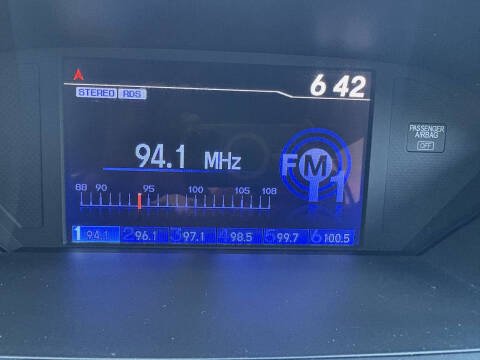 6 42
STEREO RDS
PASSENGER
AIRBAG
OFF
94.1 MHz
FM1
88 90 95 100 105 108
1 94.1 2 96.1 3 97.1 4 98.5 5 99.7 6 100.5